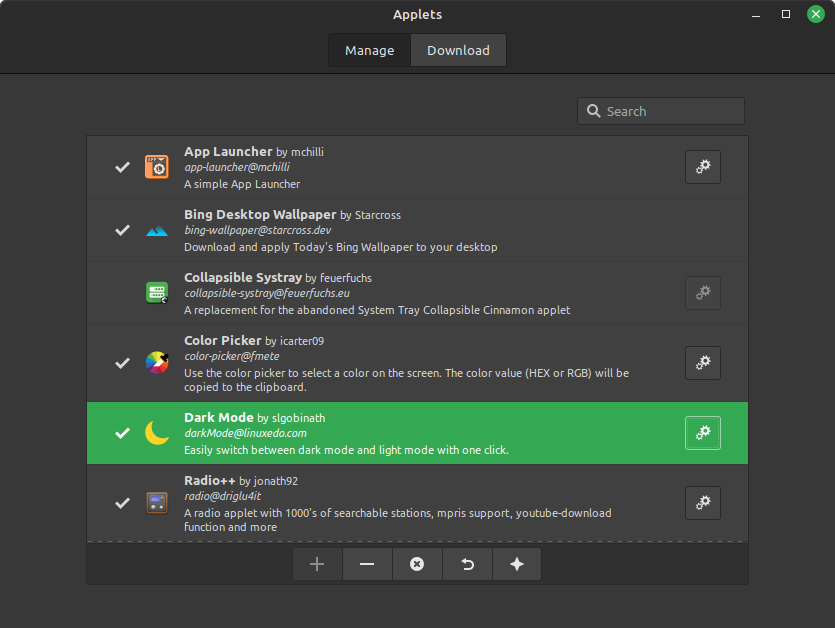 Applets
Manage Download
Search
App Launcher by mchilli
app-launcher@mchilli
A simple App Launcher
Bing Desktop Wallpaper by Starcross
bing-wallpaper@starcross.dev
Download and apply Today's Bing Wallpaper to your desktop
Collapsible Systray by feuerfuchs
collapsible-systray@feuerfuchs.eu
A replacement for the abandoned System Tray Collapsible Cinnamon applet
Color Picker by icarter09
color-picker@fmete
Use the color picker to select a color on the screen. The color value (HEX or RGB) will be
copied to the clipboard.
Dark Mode by slgobinath
darkMode@linuxedo.com
Easily switch between dark mode and light mode with one click.
Radio++ by jonath92
radio@driglu4it
A radio applet with 1000's of searchable stations, mpris support, youtube-download
function and more